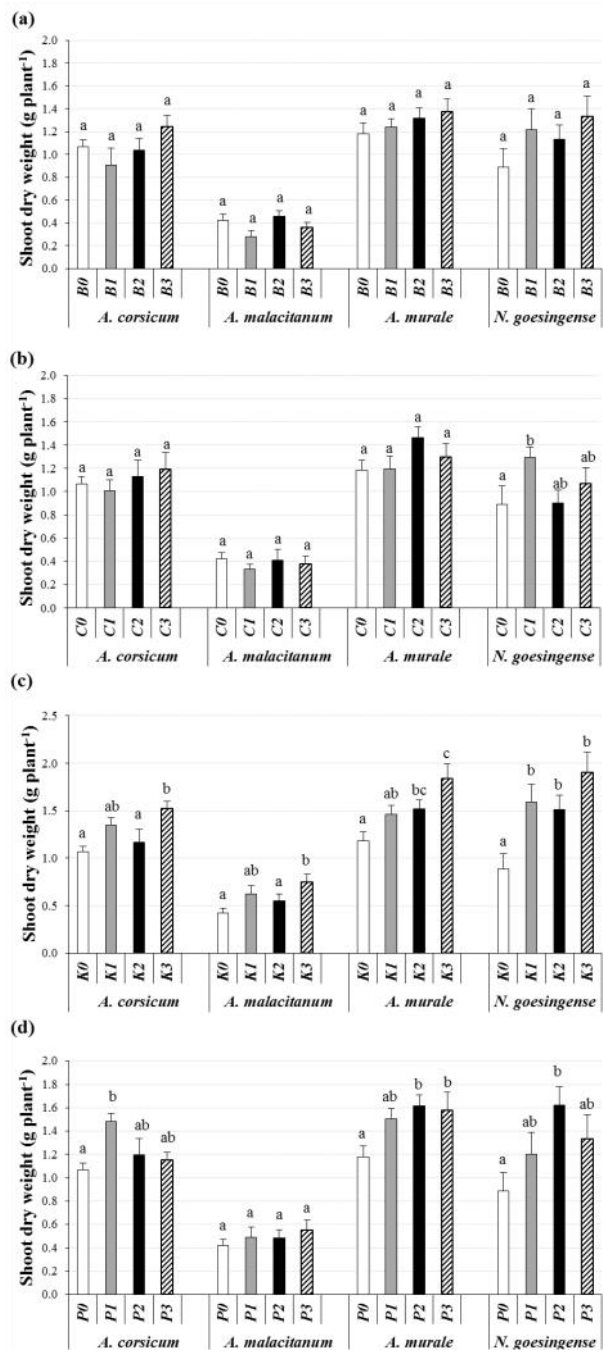 (a)
Shoot dry weight (g plant⁻¹)
2.0
1.8
1.6
1.4
1.2
1.0
0.8
0.6
0.4
0.2
0.0
a a a a a a a a a a a a a a a a
B0 B1 B2 B3 B0 B1 B2 B3 B0 B1 B2 B3 B0 B1 B2 B3
A. corsicum A. malacitanum A. murale N. goesingense
(b)
Shoot dry weight (g plant⁻¹)
2.0
1.8
1.6
1.4
1.2
1.0
0.8
0.6
0.4
0.2
0.0
a a a a a a a a a a a a a b ab ab
C0 C1 C2 C3 C0 C1 C2 C3 C0 C1 C2 C3 C0 C1 C2 C3
A. corsicum A. malacitanum A. murale N. goesingense
(c)
Shoot dry weight (g plant⁻¹)
2.5
2.0
1.5
1.0
0.5
0.0
a ab a b a ab a b a ab bc c a b b b
K0 K1 K2 K3 K0 K1 K2 K3 K0 K1 K2 K3 K0 K1 K2 K3
A. corsicum A. malacitanum A. murale N. goesingense
(d)
Shoot dry weight (g plant⁻¹)
2.0
1.8
1.6
1.4
1.2
1.0
0.8
0.6
0.4
0.2
0.0
a b ab ab a a a a a ab b b a ab b ab
P0 P1 P2 P3 P0 P1 P2 P3 P0 P1 P2 P3 P0 P1 P2 P3
A. corsicum A. malacitanum A. murale N. goesingense